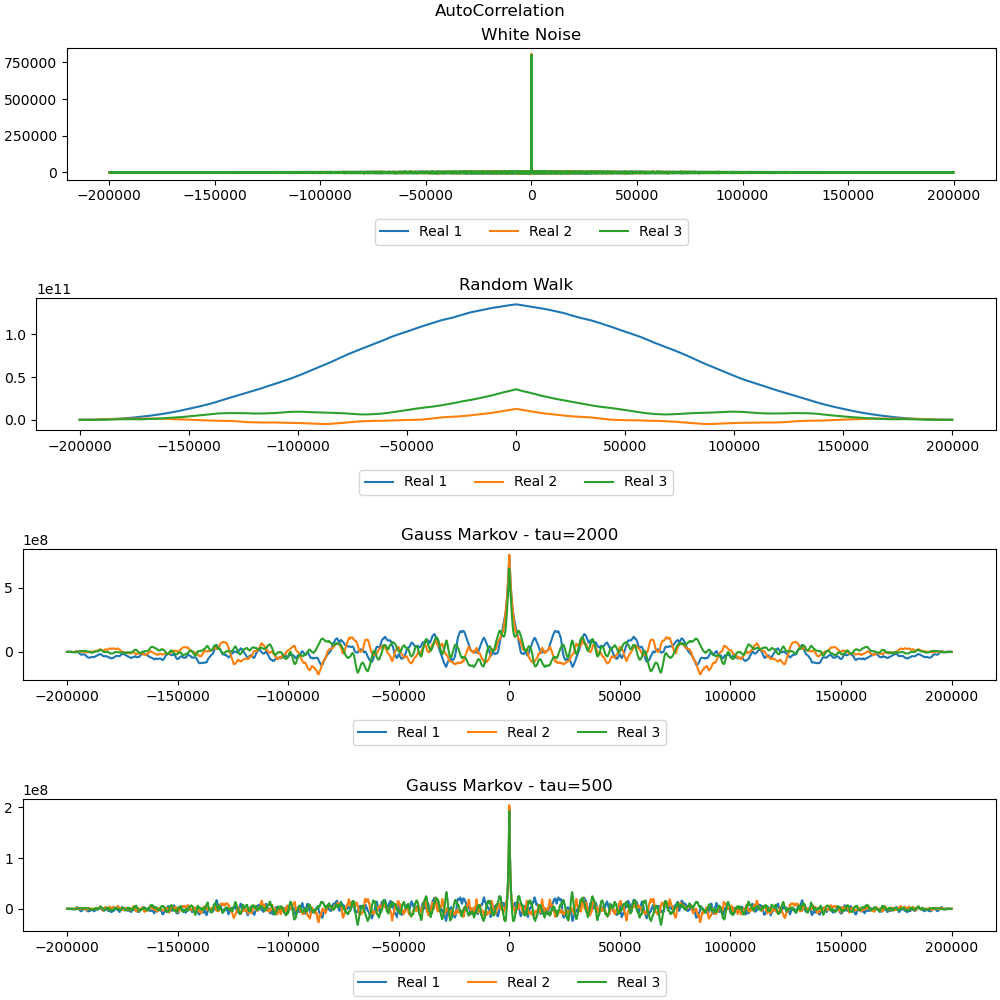 AutoCorrelation
White Noise
750000
500000
250000
0
−200000 −150000 −100000 −50000 0 50000 100000 150000 200000
Real 1 Real 2 Real 3
Random Walk
1e11
1.0
0.5
0.0
−200000 −150000 −100000 −50000 0 50000 100000 150000 200000
Real 1 Real 2 Real 3
Gauss Markov - tau=2000
1e8
5
0
−200000 −150000 −100000 −50000 0 50000 100000 150000 200000
Real 1 Real 2 Real 3
Gauss Markov - tau=500
1e8
2
1
0
−200000 −150000 −100000 −50000 0 50000 100000 150000 200000
Real 1 Real 2 Real 3